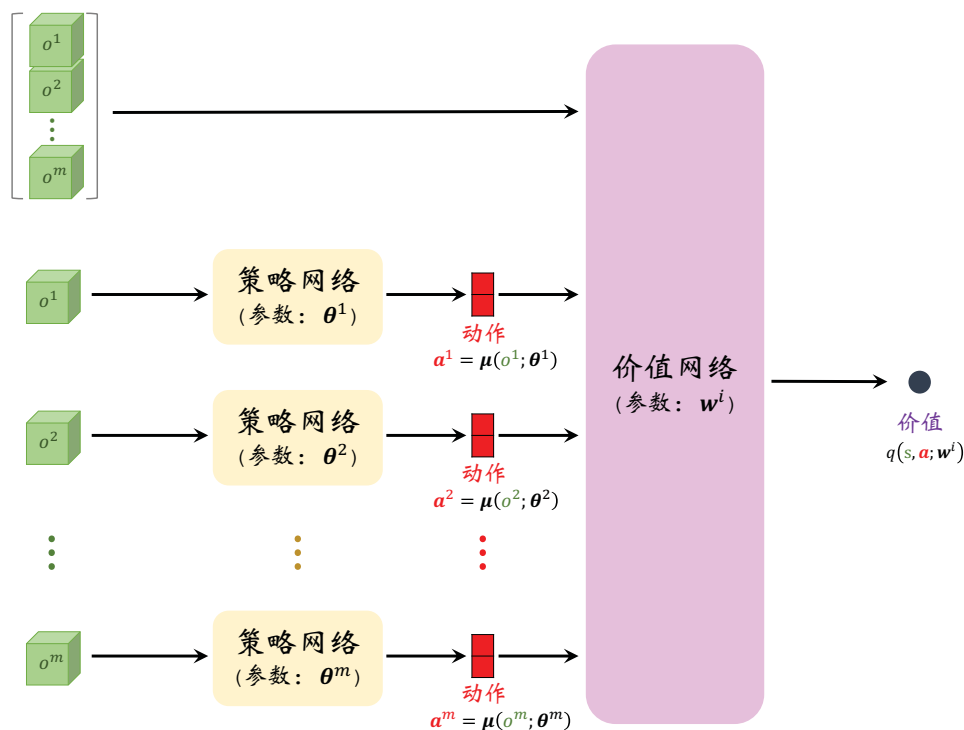 o¹
o²
⋮
oᵐ
o¹
策略网络
(参数: θ¹)
动作
a¹ = μ(o¹; θ¹)
o²
策略网络
(参数: θ²)
动作
a² = μ(o²; θ²)
⋮ ⋮ ⋮
oᵐ
策略网络
(参数: θᵐ)
动作
aᵐ = μ(oᵐ; θᵐ)
价值网络
(参数: wⁱ)
价值
q(s, a; wⁱ)